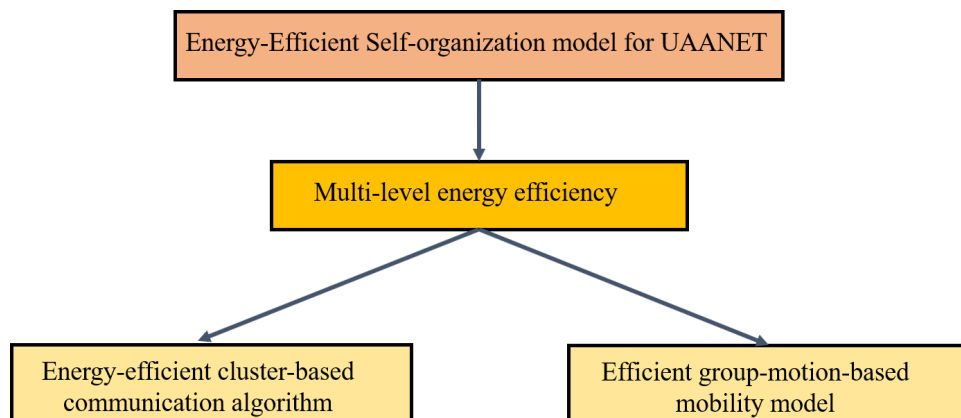 Energy-Efficient Self-organization model for UAANET
Multi-level energy efficiency
Energy-efficient cluster-based
communication algorithm
Efficient group-motion-based
mobility model